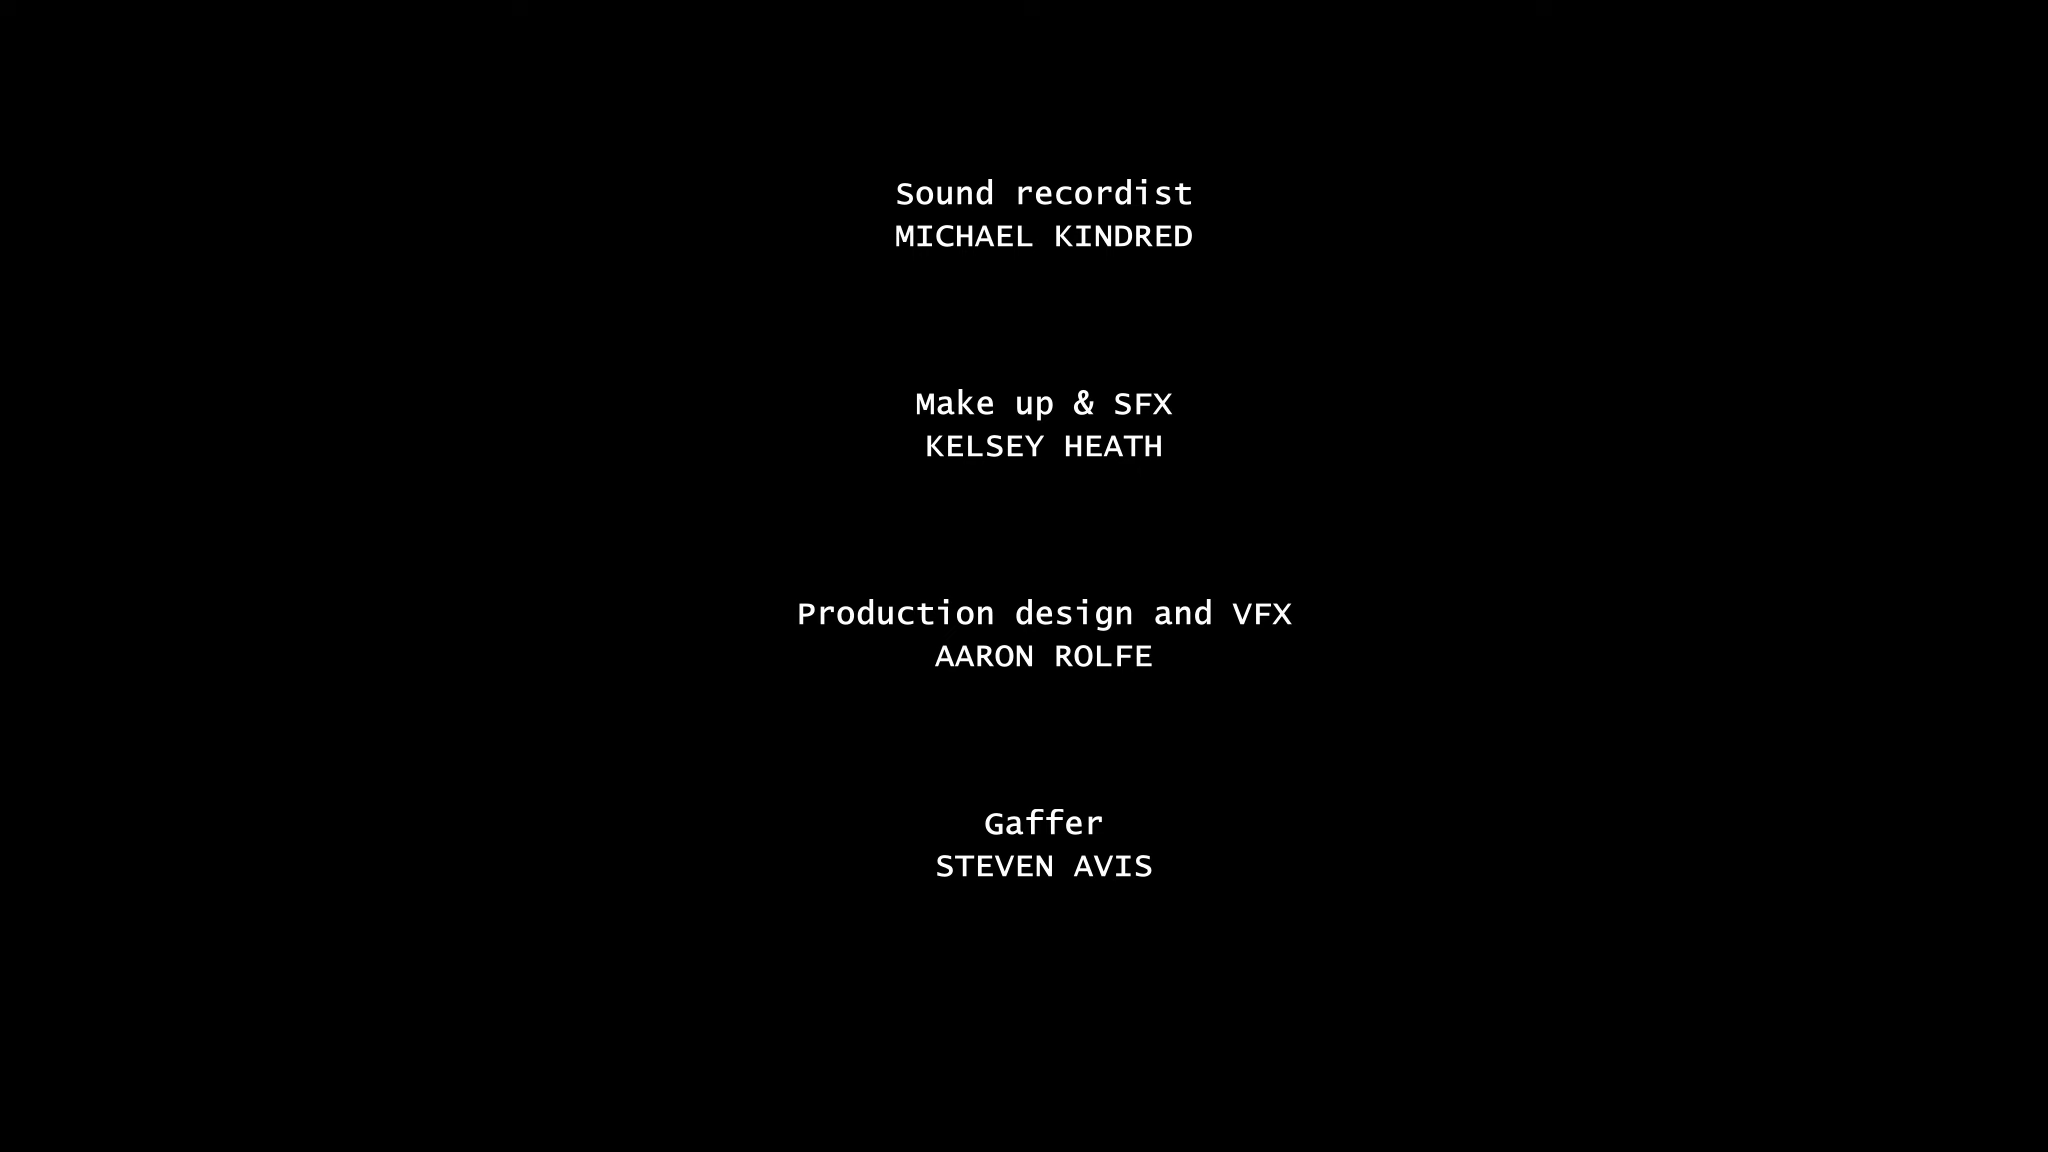 Sound recordist
MICHAEL KINDRED
Make up & SFX
KELSEY HEATH
Production design and VFX
AARON ROLFE
Gaffer
STEVEN AVIS